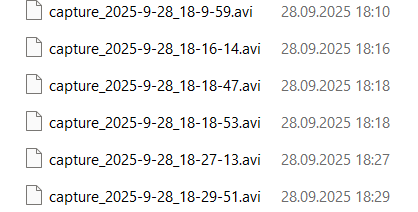 capture_2025-9-28_18-9-59.avi 28.09.2025 18:10
capture_2025-9-28_18-16-14.avi 28.09.2025 18:16
capture_2025-9-28_18-18-47.avi 28.09.2025 18:18
capture_2025-9-28_18-18-53.avi 28.09.2025 18:18
capture_2025-9-28_18-27-13.avi 28.09.2025 18:27
capture_2025-9-28_18-29-51.avi 28.09.2025 18:29